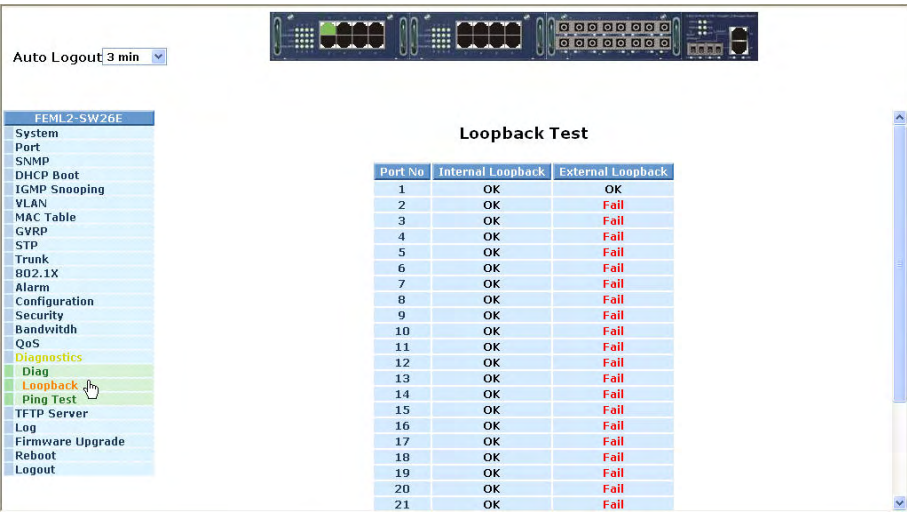 Auto Logout 3 min
FEML2-SW26E
System
Port
SNMP
DHCP Boot
IGMP Snooping
VLAN
MAC Table
GVRP
STP
Trunk
802.1X
Alarm
Configuration
Security
Bandwitdh
QoS
Diagnostics
Diag
Loopback
Ping Test
TFTP Server
Log
Firmware Upgrade
Reboot
Logout
Loopback Test
Port No Internal Loopback External Loopback
1 OK OK
2 OK Fail
3 OK Fail
4 OK Fail
5 OK Fail
6 OK Fail
7 OK Fail
8 OK Fail
9 OK Fail
10 OK Fail
11 OK Fail
12 OK Fail
13 OK Fail
14 OK Fail
15 OK Fail
16 OK Fail
17 OK Fail
18 OK Fail
19 OK Fail
20 OK Fail
21 OK Fail